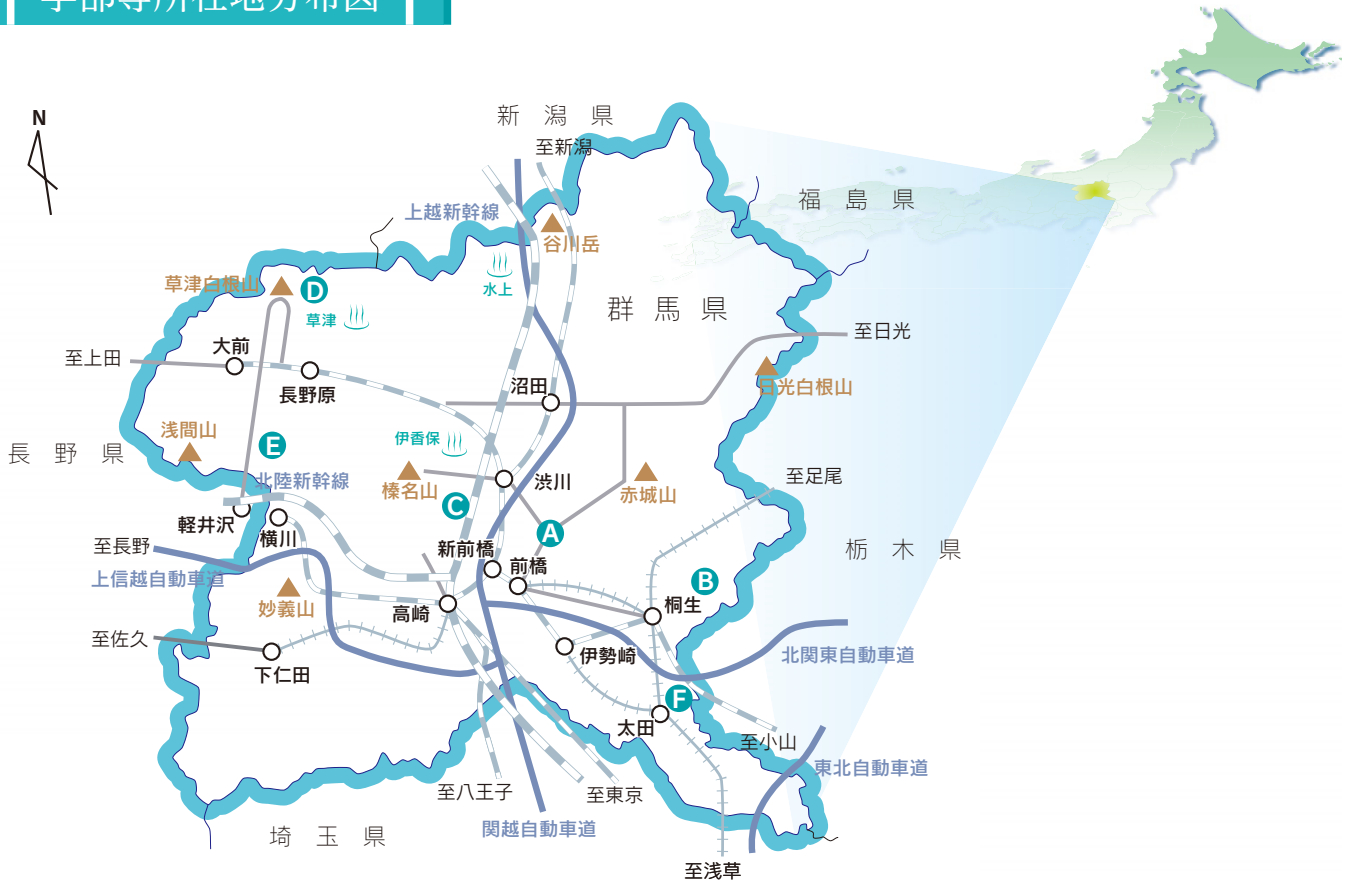 学部等所在地分布図
N
新潟県
至新潟
福島県
上越新幹線
谷川岳
草津白根山
D
水上
草津
群馬県
至日光
大前
至上田
長野原
沼田
日光白根山
浅間山
長野県
E
伊香保
北陸新幹線
榛名山
渋川
赤城山
至足尾
C
軽井沢
横川
A
至長野
新前橋
前橋
栃木県
上信越自動車道
B
妙義山
高崎
桐生
至佐久
下仁田
伊勢崎
北関東自動車道
F
太田
至小山
東北自動車道
至八王子
至東京
関越自動車道
埼玉県
至浅草